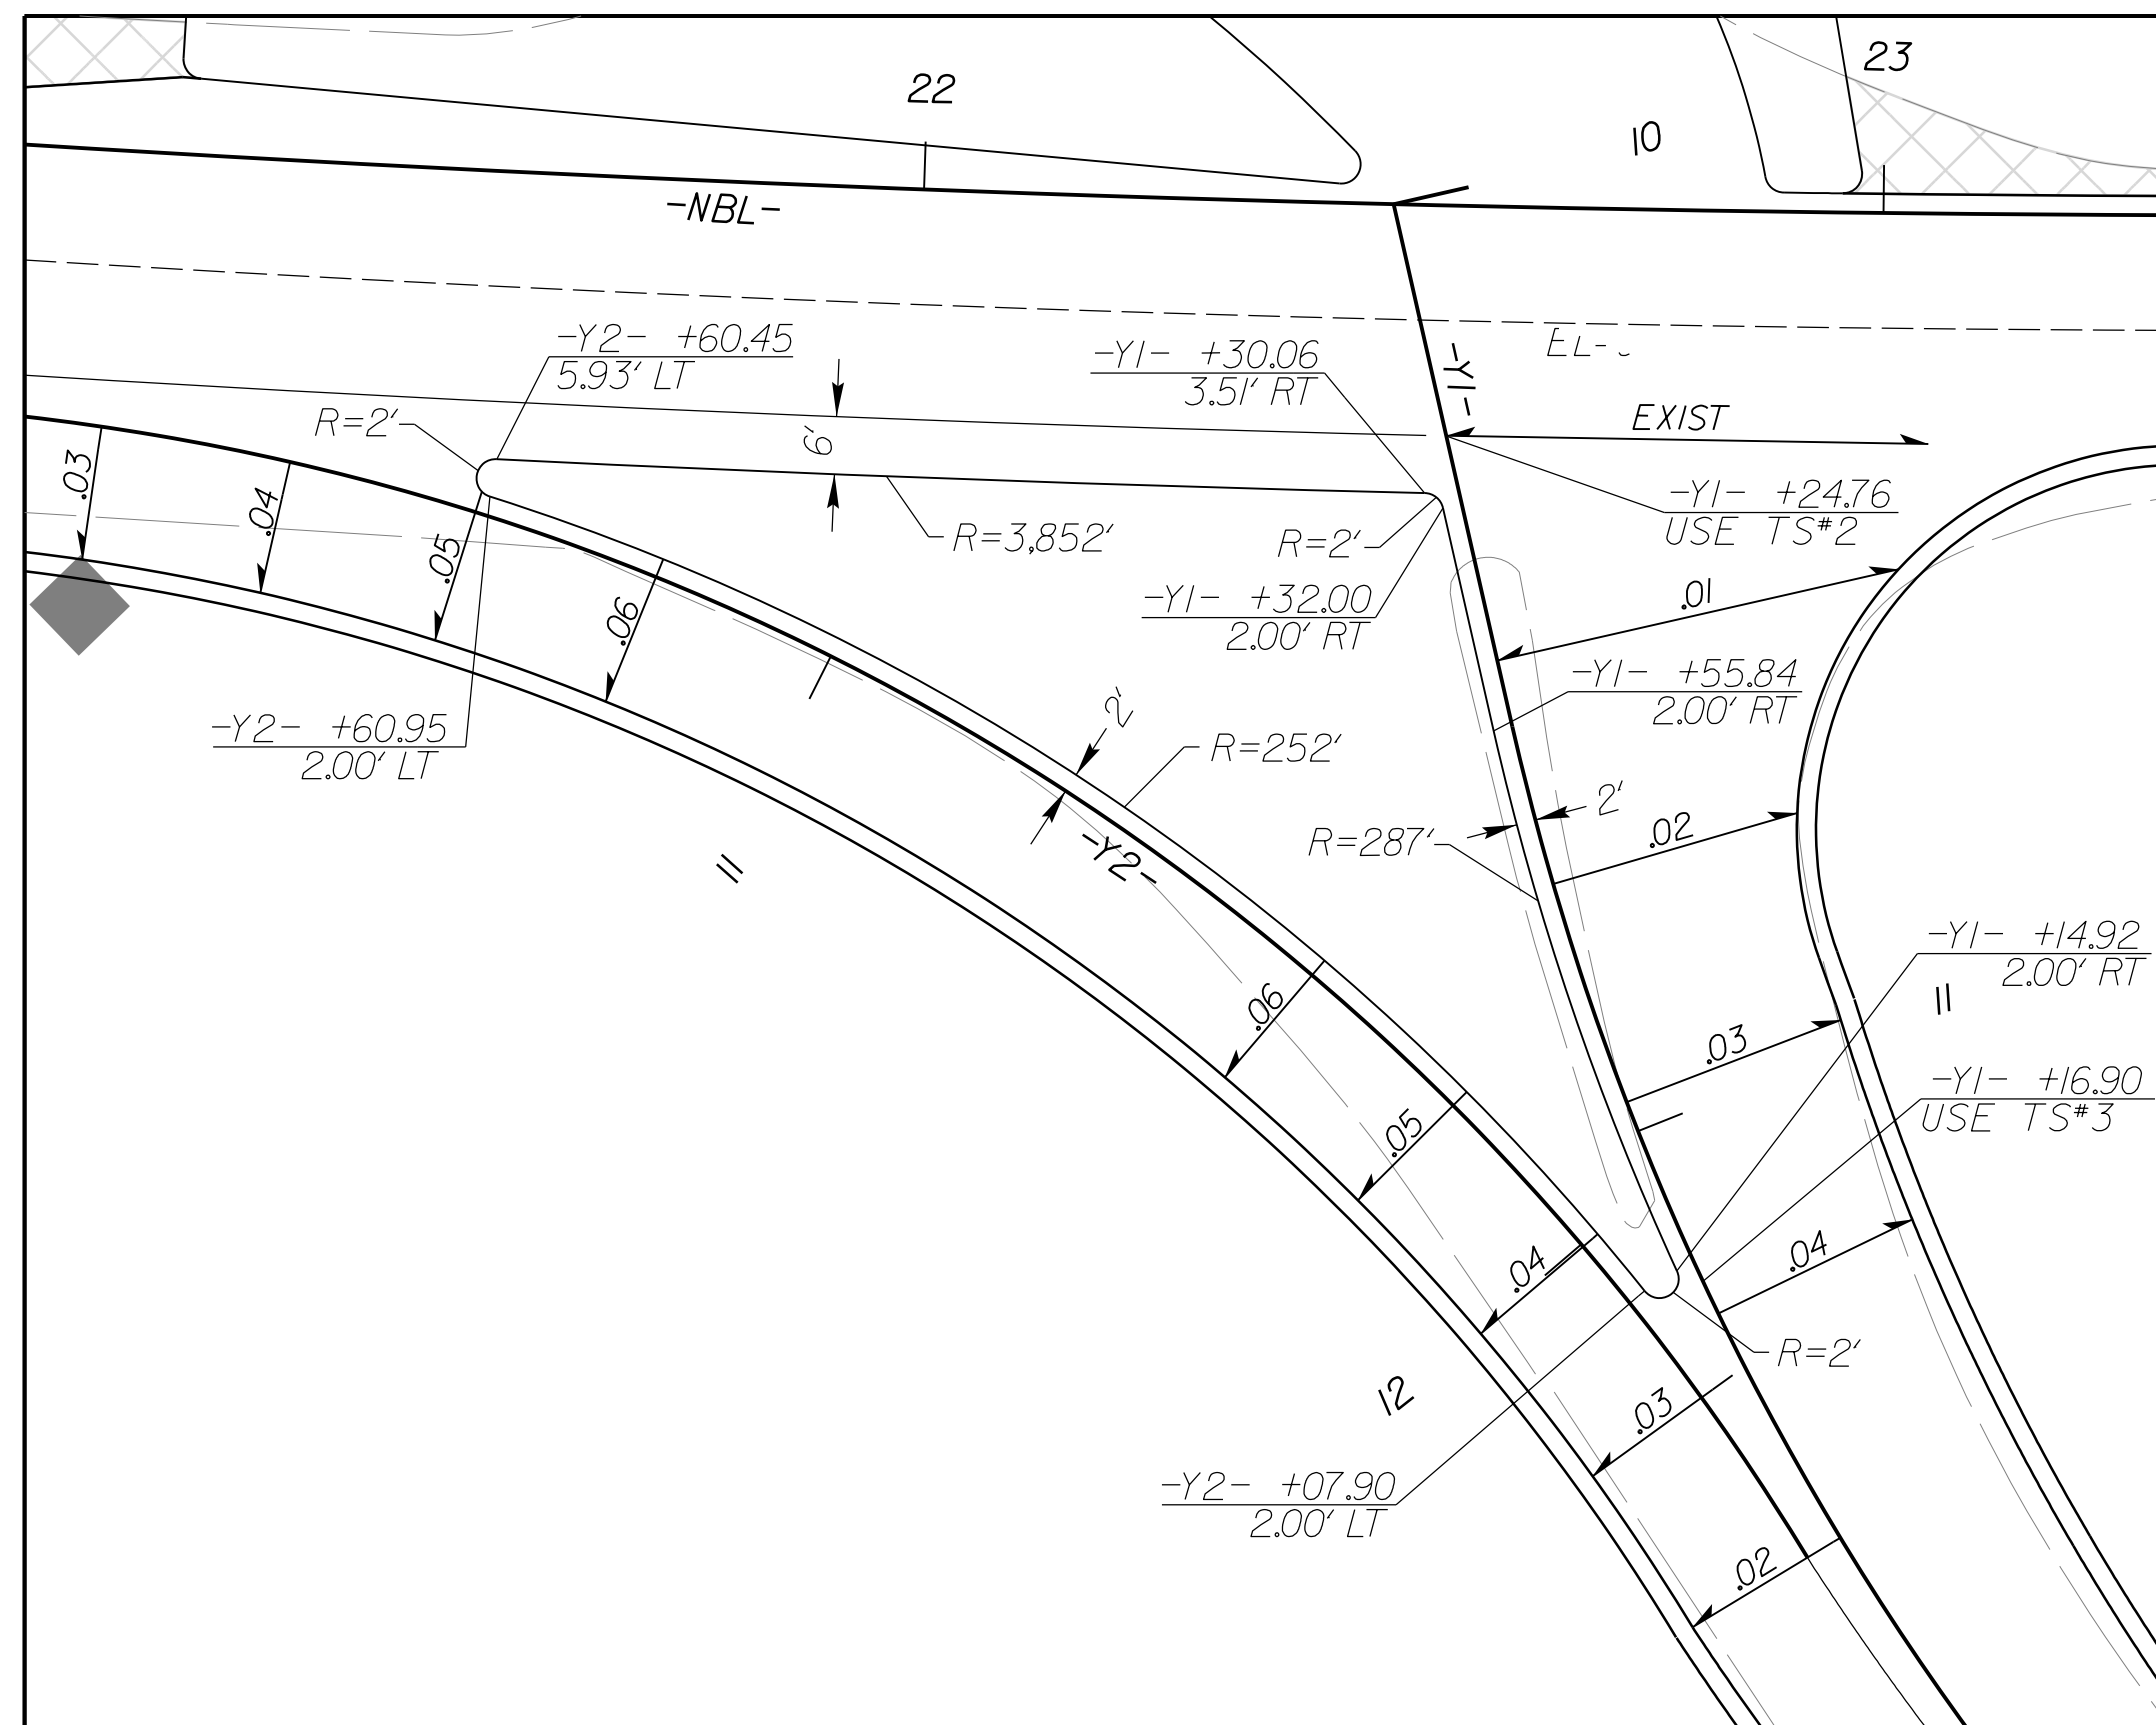 22
23
10
-NBL-
-Y2- +60.45
5.93' LT
-Y1- +30.06
3.51' RT
-Y1-
EXIST
R=2'
6'
.03
.04
.05
.06
R=3,852'
R=2'
-Y1- +24.76
USE TS#2
-Y1- +32.00
2.00' RT
.01
-Y1- +55.84
2.00' RT
-Y2- +60.95
2.00' LT
2'
R=252'
2'
R=287'
.02
-Y2-
11
-Y1- +14.92
2.00' RT
11
.06
.03
-Y1- +16.90
USE TS#3
.05
.04
.04
R=2'
12
.03
-Y2- +07.90
2.00' LT
.02